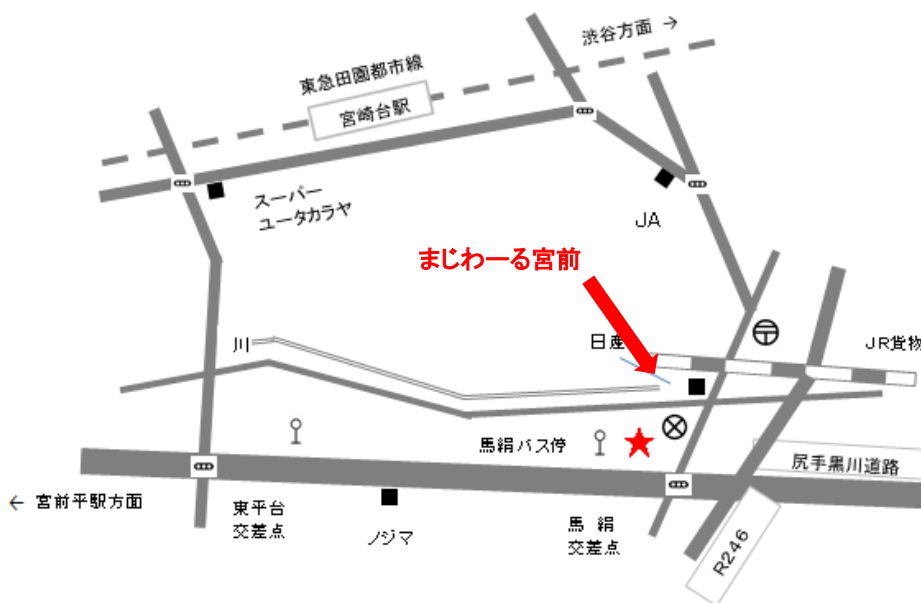 渋谷方面 →
東急田園都市線
宮崎台駅
スーパー
ユータカラヤ
JA
まじわーる宮前
川
日産
JR貨物
馬絹バス停
尻手黒川道路
← 宮前平駅方面
東平台
交差点
ノジマ
馬 絹
交差点
R246